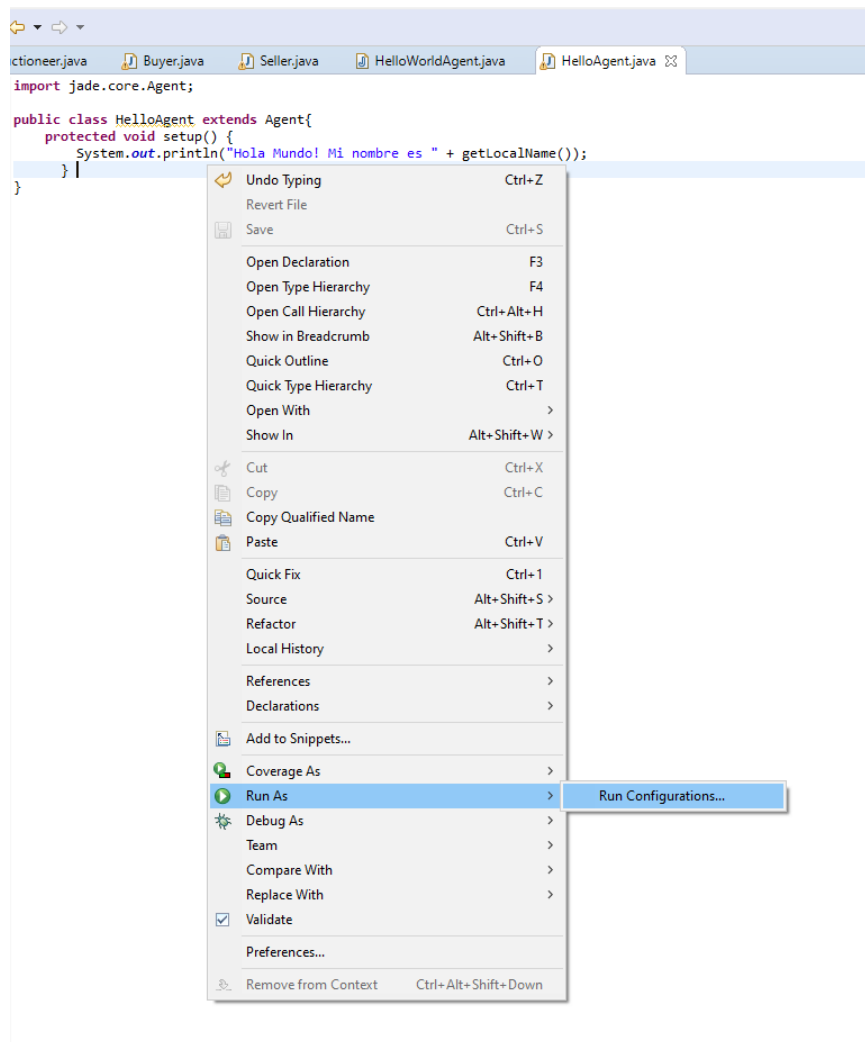 ctioneer.java Buyer.java Seller.java HelloWorldAgent.java HelloAgent.java
import jade.core.Agent;
public class HelloAgent extends Agent{
protected void setup() {
System.out.println("Hola Mundo! Mi nombre es " + getLocalName());
}
}
Undo Typing Ctrl+Z
Revert File
Save Ctrl+S
Open Declaration F3
Open Type Hierarchy F4
Open Call Hierarchy Ctrl+Alt+H
Show in Breadcrumb Alt+Shift+B
Quick Outline Ctrl+O
Quick Type Hierarchy Ctrl+T
Open With >
Show In Alt+Shift+W >
Cut Ctrl+X
Copy Ctrl+C
Copy Qualified Name
Paste Ctrl+V
Quick Fix Ctrl+1
Source Alt+Shift+S >
Refactor Alt+Shift+T >
Local History >
References >
Declarations >
Add to Snippets...
Coverage As >
Run As > Run Configurations...
Debug As >
Team >
Compare With >
Replace With >
Validate
Preferences...
Remove from Context Ctrl+Alt+Shift+Down